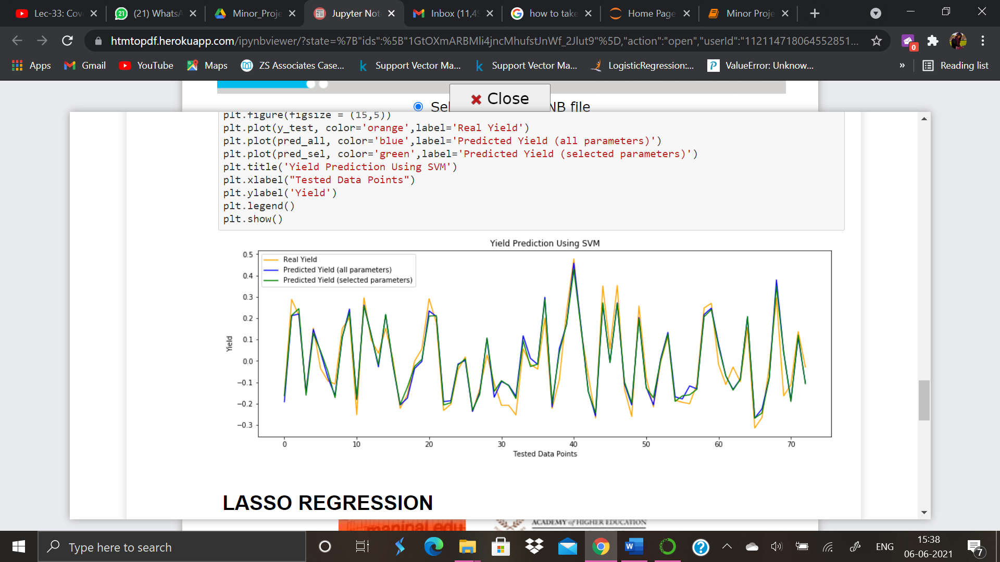 Lec-33: Cov
(21) WhatsA
Minor_Proje
Jupyter Not
Inbox (11,4
how to take
Home Page
Minor Proje
htmtopdf.herokuapp.com/ipynbviewer/?state=%7B"ids":%5B"1GtOXmARBMli4jncMhufstJnWf_2Jlut9"%5D,"action":"open","userId":"112114718064552851...
0
Apps
Gmail
YouTube
Maps
ZS Associates Case...
Support Vector Ma...
Support Vector Ma...
LogisticRegression:...
ValueError: Unknow...
»
Reading list
Close
Sel
NB file
plt.figure(figsize = (15,5))
plt.plot(y_test, color='orange',label='Real Yield')
plt.plot(pred_all, color='blue',label='Predicted Yield (all parameters)')
plt.plot(pred_sel, color='green',label='Predicted Yield (selected parameters)')
plt.title('Yield Prediction Using SVM')
plt.xlabel("Tested Data Points")
plt.ylabel('Yield')
plt.legend()
plt.show()
Yield Prediction Using SVM
Real Yield
Predicted Yield (all parameters)
Predicted Yield (selected parameters)
0.5
0.4
0.3
0.2
0.1
0.0
−0.1
−0.2
−0.3
Yield
0 10 20 30 40 50 60 70
Tested Data Points
LASSO REGRESSION
manipal.edu
ACADEMY of HIGHER EDUCATION
Type here to search
ENG
15:38
06-06-2021
7